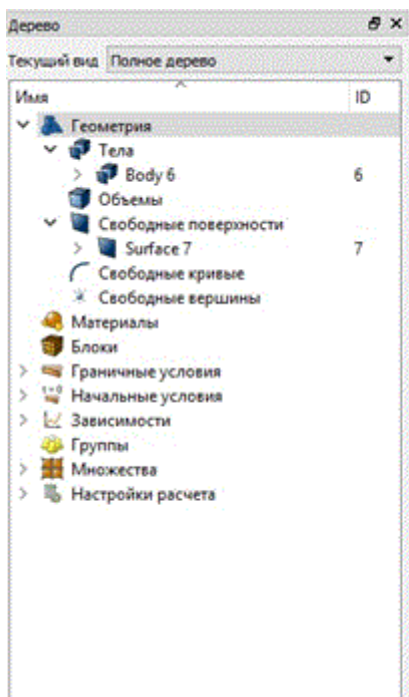 Дерево
Текущий вид Полное дерево
Имя ID
Геометрия
Тела
Body 6 6
Объемы
Свободные поверхности
Surface 7 7
Свободные кривые
Свободные вершины
Материалы
Блоки
Граничные условия
t=0 Начальные условия
Зависимости
Группы
Множества
Настройки расчета